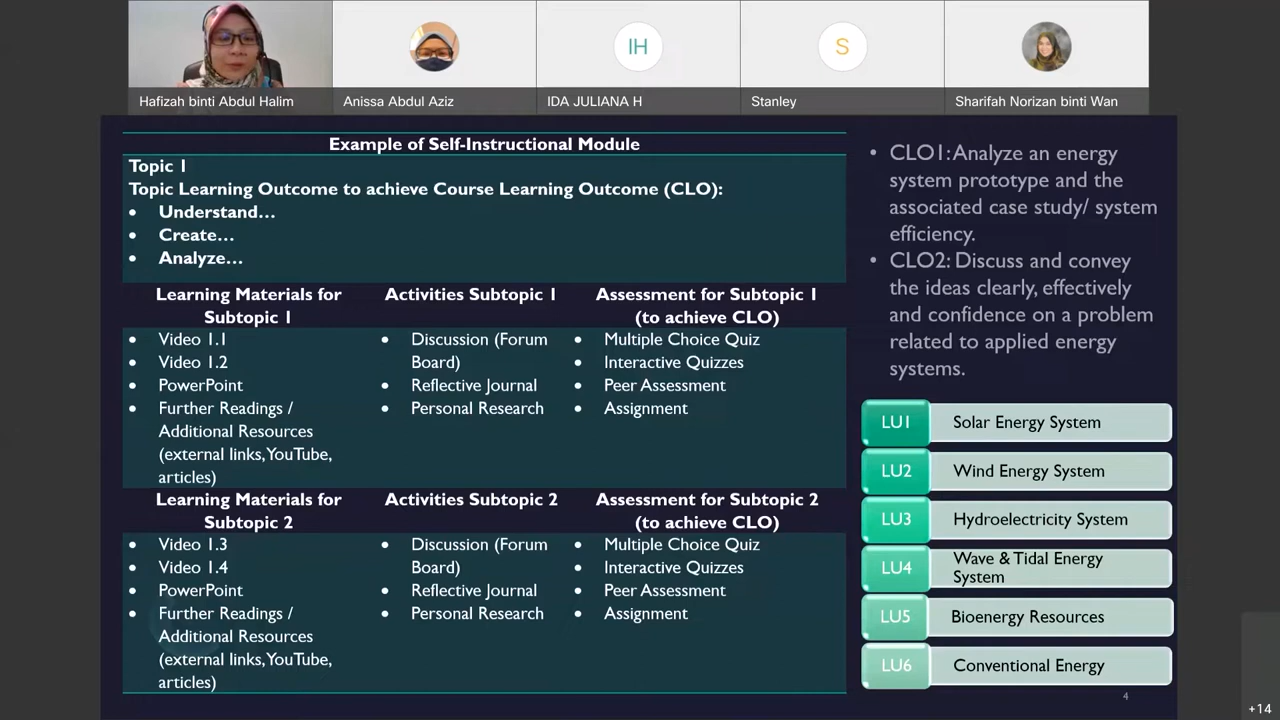 IH
S
Hafizah binti Abdul Halim
Anissa Abdul Aziz
IDA JULIANA H
Stanley
Sharifah Norizan binti Wan
Example of Self-Instructional Module
Topic 1
Topic Learning Outcome to achieve Course Learning Outcome (CLO):
• Understand...
• Create...
• Analyze...
Learning Materials for
Subtopic 1
Activities Subtopic 1
Assessment for Subtopic 1
(to achieve CLO)
• Video 1.1
• Video 1.2
• PowerPoint
• Further Readings /
Additional Resources
(external links,YouTube,
articles)
• Discussion (Forum
Board)
• Reflective Journal
• Personal Research
• Multiple Choice Quiz
• Interactive Quizzes
• Peer Assessment
• Assignment
Learning Materials for
Subtopic 2
Activities Subtopic 2
Assessment for Subtopic 2
(to achieve CLO)
• Video 1.3
• Video 1.4
• PowerPoint
• Further Readings /
Additional Resources
(external links,YouTube,
articles)
• Discussion (Forum
Board)
• Reflective Journal
• Personal Research
• Multiple Choice Quiz
• Interactive Quizzes
• Peer Assessment
• Assignment
• CLO1: Analyze an energy
system prototype and the
associated case study/ system
efficiency.
• CLO2: Discuss and convey
the ideas clearly, effectively
and confidence on a problem
related to applied energy
systems.
LU1 Solar Energy System
LU2 Wind Energy System
LU3 Hydroelectricity System
LU4 Wave & Tidal Energy
System
LU5 Bioenergy Resources
LU6 Conventional Energy
4
+14